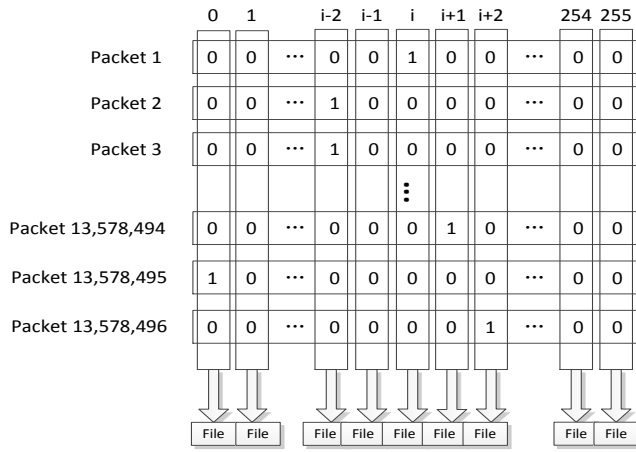 0 1 i-2 i-1 i i+1 i+2 254 255
Packet 1 0 0 ... 0 0 1 0 0 ... 0 0
Packet 2 0 0 ... 1 0 0 0 0 ... 0 0
Packet 3 0 0 ... 1 0 0 0 0 ... 0 0
⋮
Packet 13,578,494 0 0 ... 0 0 0 1 0 ... 0 0
Packet 13,578,495 1 0 ... 0 0 0 0 0 ... 0 0
Packet 13,578,496 0 0 ... 0 0 0 0 1 ... 0 0
File File File File File File File File File